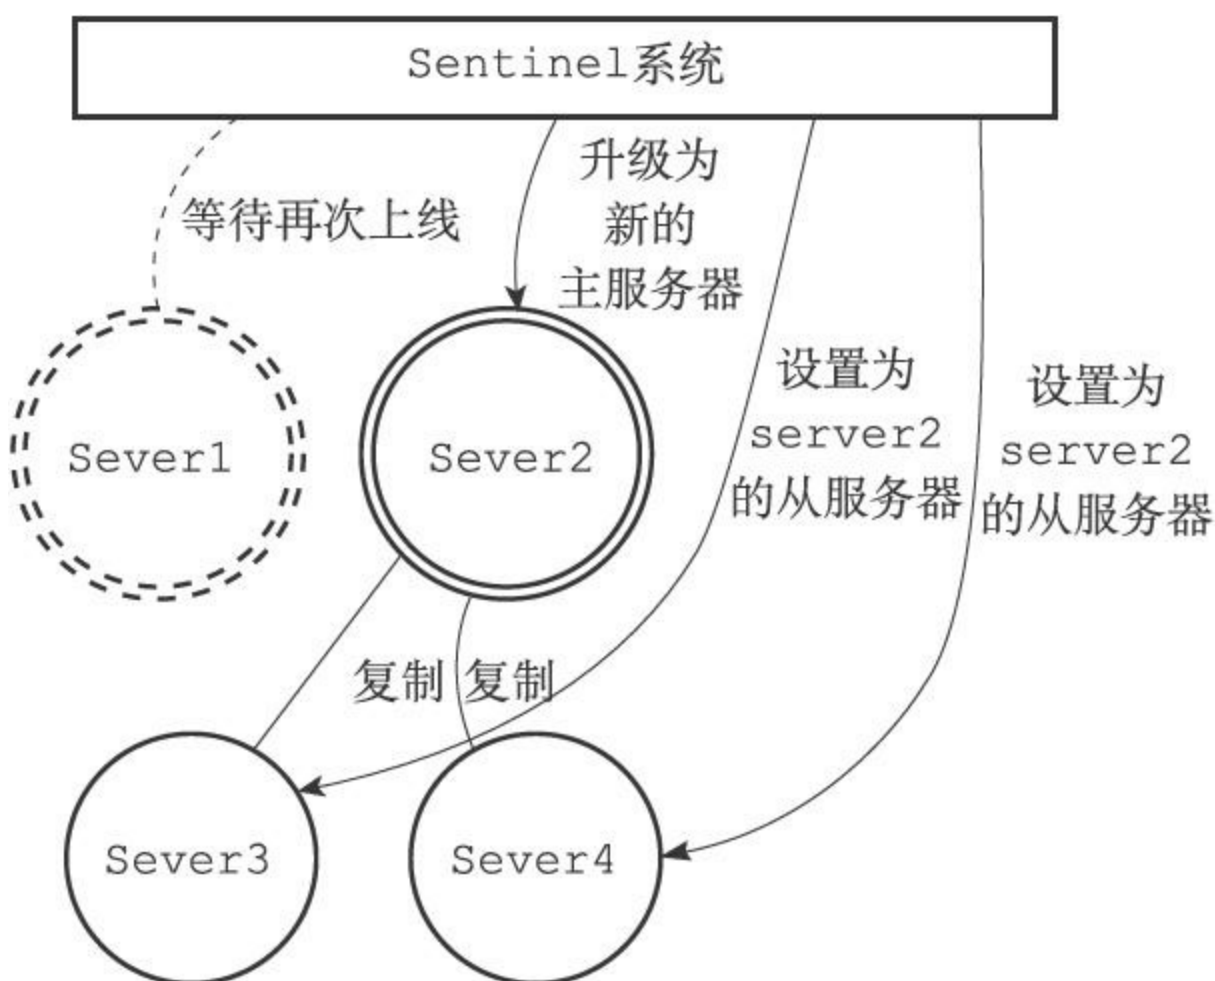 Sentinel系统
等待再次上线
升级为
新的
主服务器
设置为
server2
的从服务器
设置为
server2
的从服务器
Sever1
Sever2
复制
复制
Sever3
Sever4